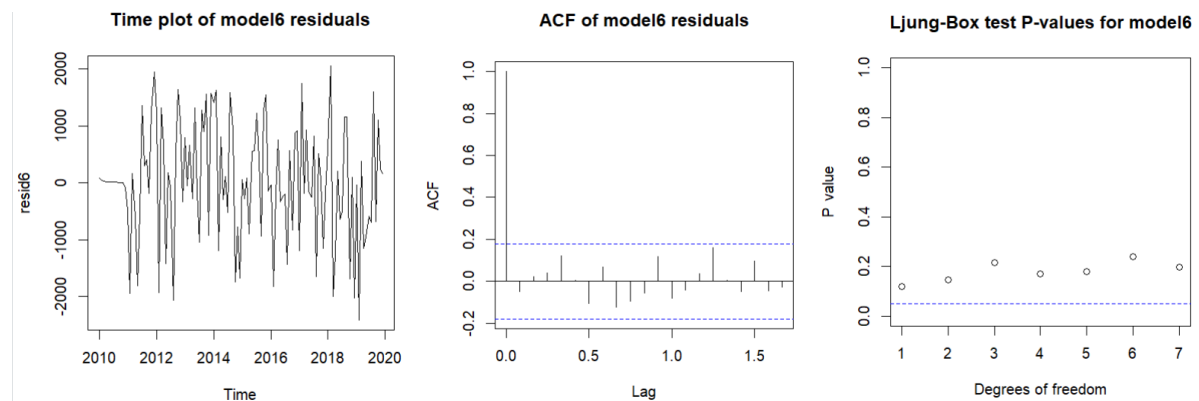 Time plot of model6 residuals
resid6
2000
1000
0
-1000
-2000
2010 2012 2014 2016 2018 2020
Time
ACF of model6 residuals
ACF
1.0
0.8
0.6
0.4
0.2
0.0
-0.2
0.0 0.5 1.0 1.5
Lag
Ljung-Box test P-values for model6
P value
1.0
0.8
0.6
0.4
0.2
0.0
1 2 3 4 5 6 7
Degrees of freedom